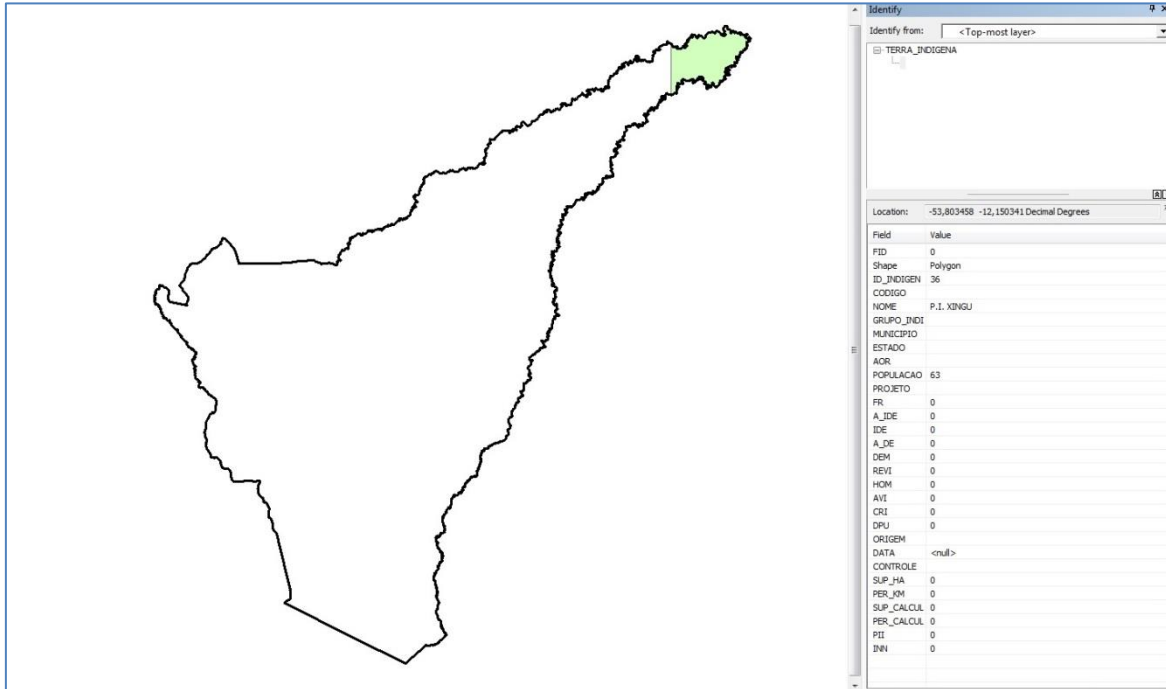 Identify
Identify from: <Top-most layer>
TERRA_INDIGENA
Location: -53,803458 -12,150341 Decimal Degrees
Field Value
FID 0
Shape Polygon
ID_INDIGEN 36
CODIGO
NOME P.I. XINGU
GRUPO_INDI
MUNICIPIO
ESTADO
AOR
POPULACAO 63
PROJETO
FR 0
A_IDE 0
IDE 0
A_DE 0
DEM 0
REVI 0
HOM 0
AVI 0
CRI 0
DPU 0
ORIGEM
DATA <null>
CONTROLE
SUP_HA 0
PER_KM 0
SUP_CALCUL 0
PER_CALCUL 0
PII 0
INN 0